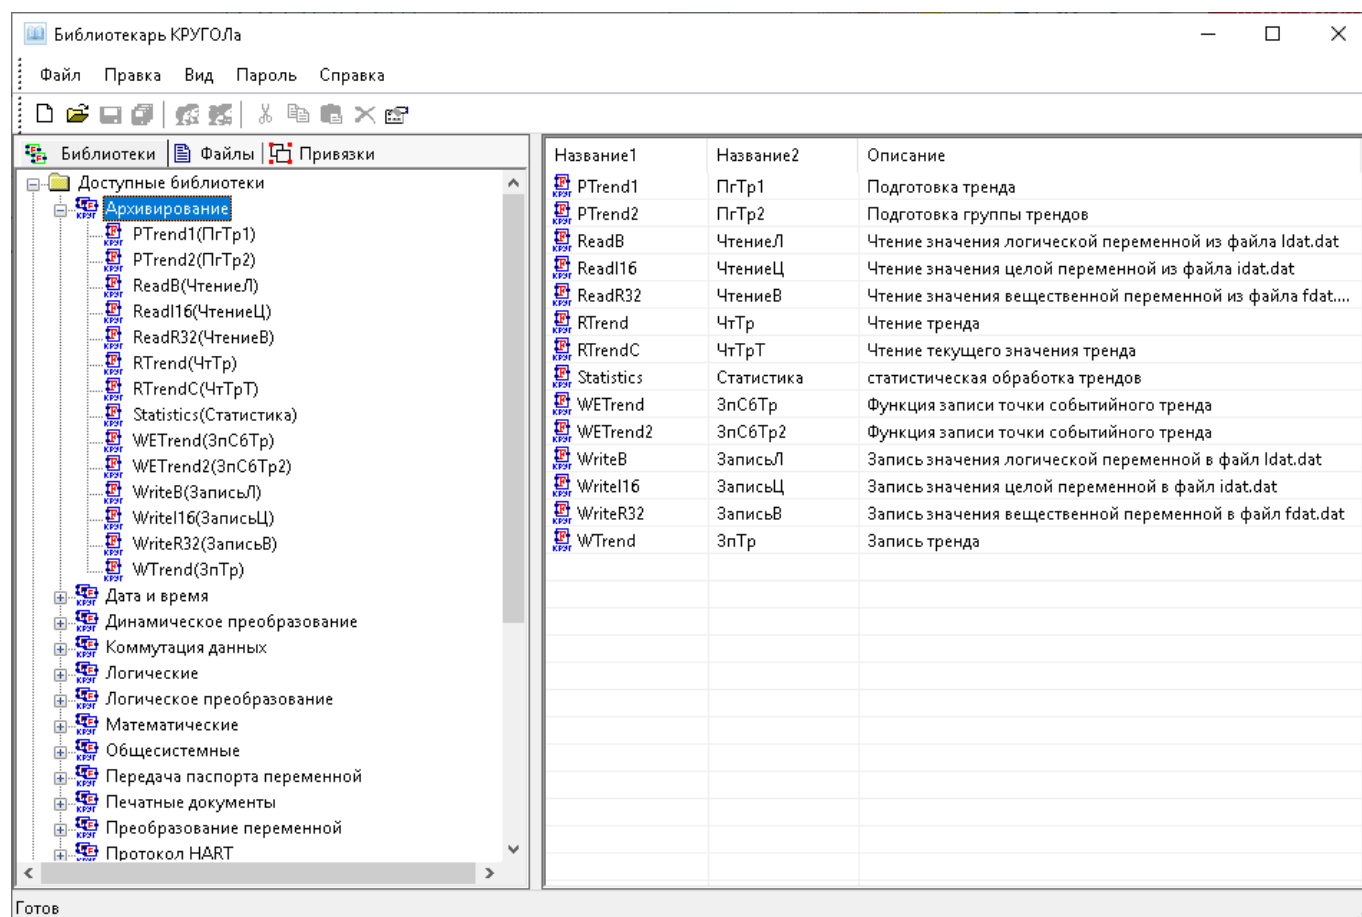 Библиотекарь КРУГОЛа
Файл Правка Вид Пароль Справка
Библиотеки Файлы Привязки
Доступные библиотеки
Архивирование
PTrend1(ПгТр1)
PTrend2(ПгТр2)
ReadB(ЧтениеЛ)
ReadI16(ЧтениеЦ)
ReadR32(ЧтениеВ)
RTrend(ЧтТр)
RTrendC(ЧтТрТ)
Statistics(Статистика)
WETrend(ЗпСбТр)
WETrend2(ЗпСбТр2)
WriteB(ЗаписьЛ)
WriteI16(ЗаписьЦ)
WriteR32(ЗаписьВ)
WTrend(ЗпТр)
Дата и время
Динамическое преобразование
Коммутация данных
Логические
Логическое преобразование
Математические
Общесистемные
Передача паспорта переменной
Печатные документы
Преобразование переменной
Протокол HART
Название1 Название2 Описание
PTrend1 ПгТр1 Подготовка тренда
PTrend2 ПгТр2 Подготовка группы трендов
ReadB ЧтениеЛ Чтение значения логической переменной из файла ldat.dat
ReadI16 ЧтениеЦ Чтение значения целой переменной из файла idat.dat
ReadR32 ЧтениеВ Чтение значения вещественной переменной из файла fdat....
RTrend ЧтТр Чтение тренда
RTrendC ЧтТрТ Чтение текущего значения тренда
Statistics Статистика статистическая обработка трендов
WETrend ЗпСбТр Функция записи точки событийного тренда
WETrend2 ЗпСбТр2 Функция записи точки событийного тренда
WriteB ЗаписьЛ Запись значения логической переменной в файл ldat.dat
WriteI16 ЗаписьЦ Запись значения целой переменной в файл idat.dat
WriteR32 ЗаписьВ Запись значения вещественной переменной в файл fdat.dat
WTrend ЗпТр Запись тренда
Готов